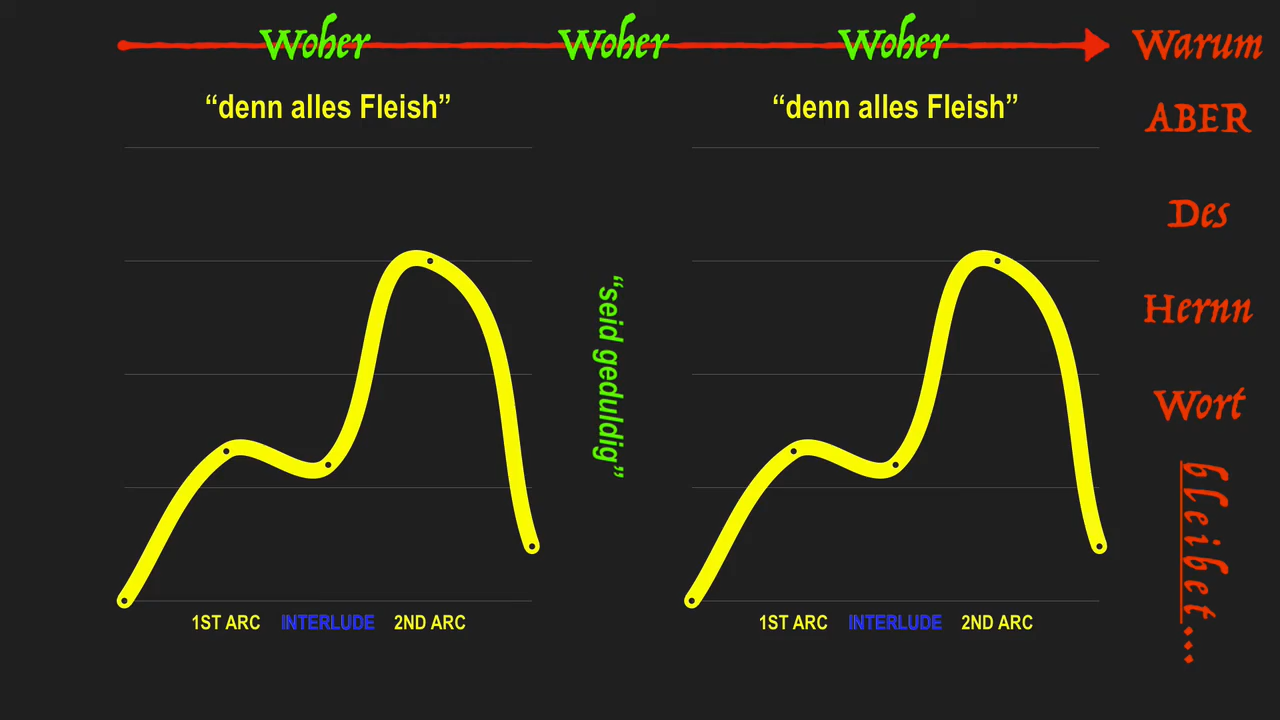 Woher Woher Woher Warum
“denn alles Fleish” “denn alles Fleish”
ABER
Des
Hernn
Wort
bleibet...
“seid geduldig”
1ST ARC INTERLUDE 2ND ARC 1ST ARC INTERLUDE 2ND ARC